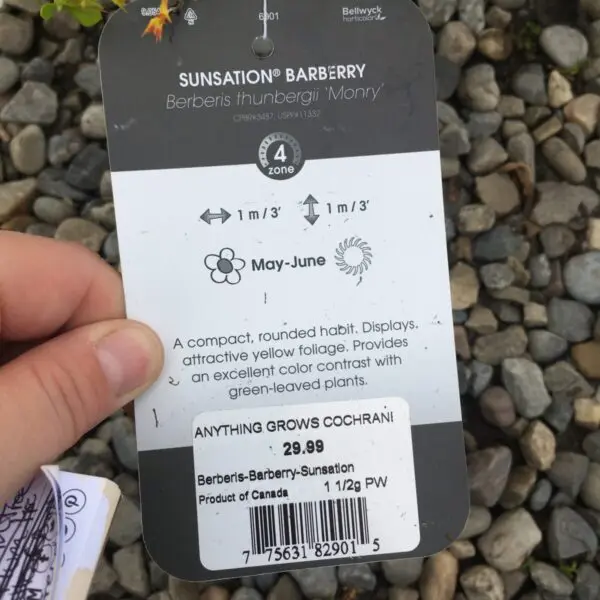 6901
Bellwyck
horticolor
SUNSATION® BARBERRY
Berberis thunbergii 'Monry'
4
zone
1 m / 3' 1 m / 3'
May-June
A compact, rounded habit. Displays
attractive yellow foliage. Provides
an excellent color contrast with
green-leaved plants.
ANYTHING GROWS COCHRANE
29.99
Berberis-Barberry-Sunsation
Product of Canada 1 1/2g PW
7 75631 82901 5